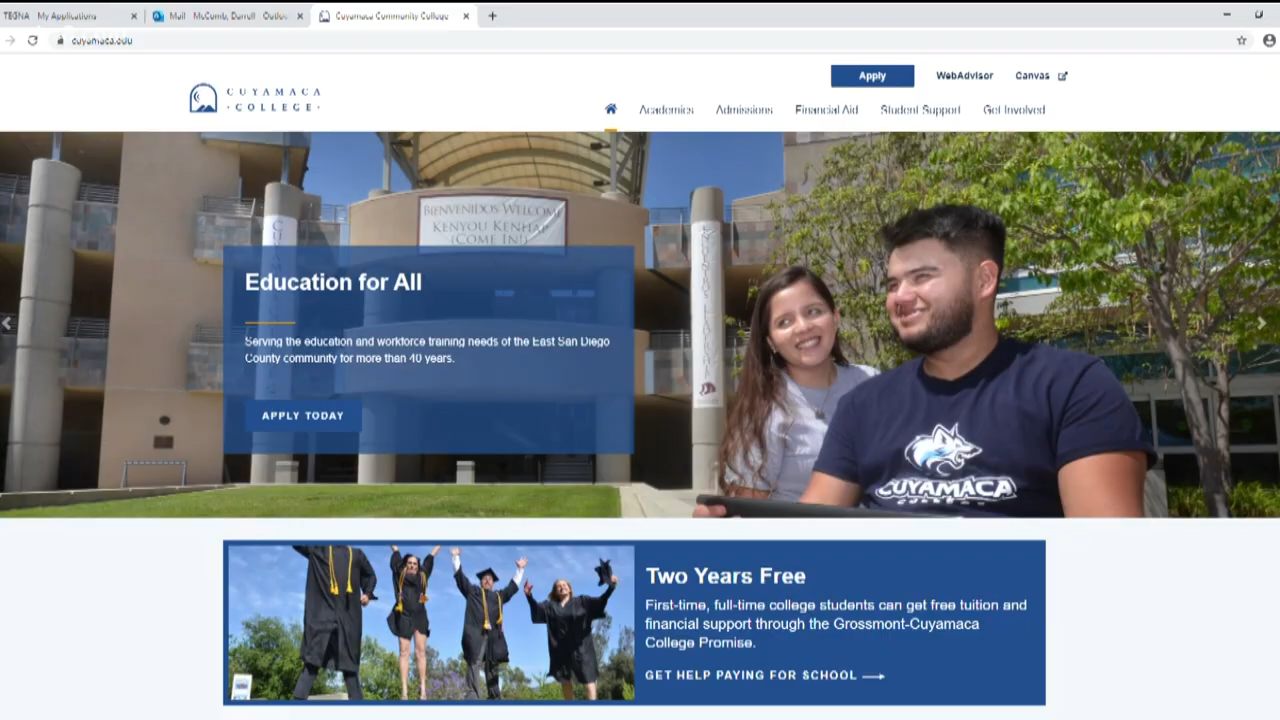 TEGNA My Applications
Mail McComb, Darrell Outloo
Cuyamaca Community College
cuyamaca.edu
Apply
WebAdvisor
Canvas
CUYAMACA
·COLLEGE·
Academics
Admissions
Financial Aid
Student Support
Get Involved
BIENVENIDOS WELCOME
KENYOU KENHAP
(COME IN!)
Education for All
Serving the education and workforce training needs of the East San Diego
County community for more than 40 years.
APPLY TODAY
CUYAMACA
COLLEGE
Two Years Free
First-time, full-time college students can get free tuition and
financial support through the Grossmont-Cuyamaca
College Promise.
GET HELP PAYING FOR SCHOOL